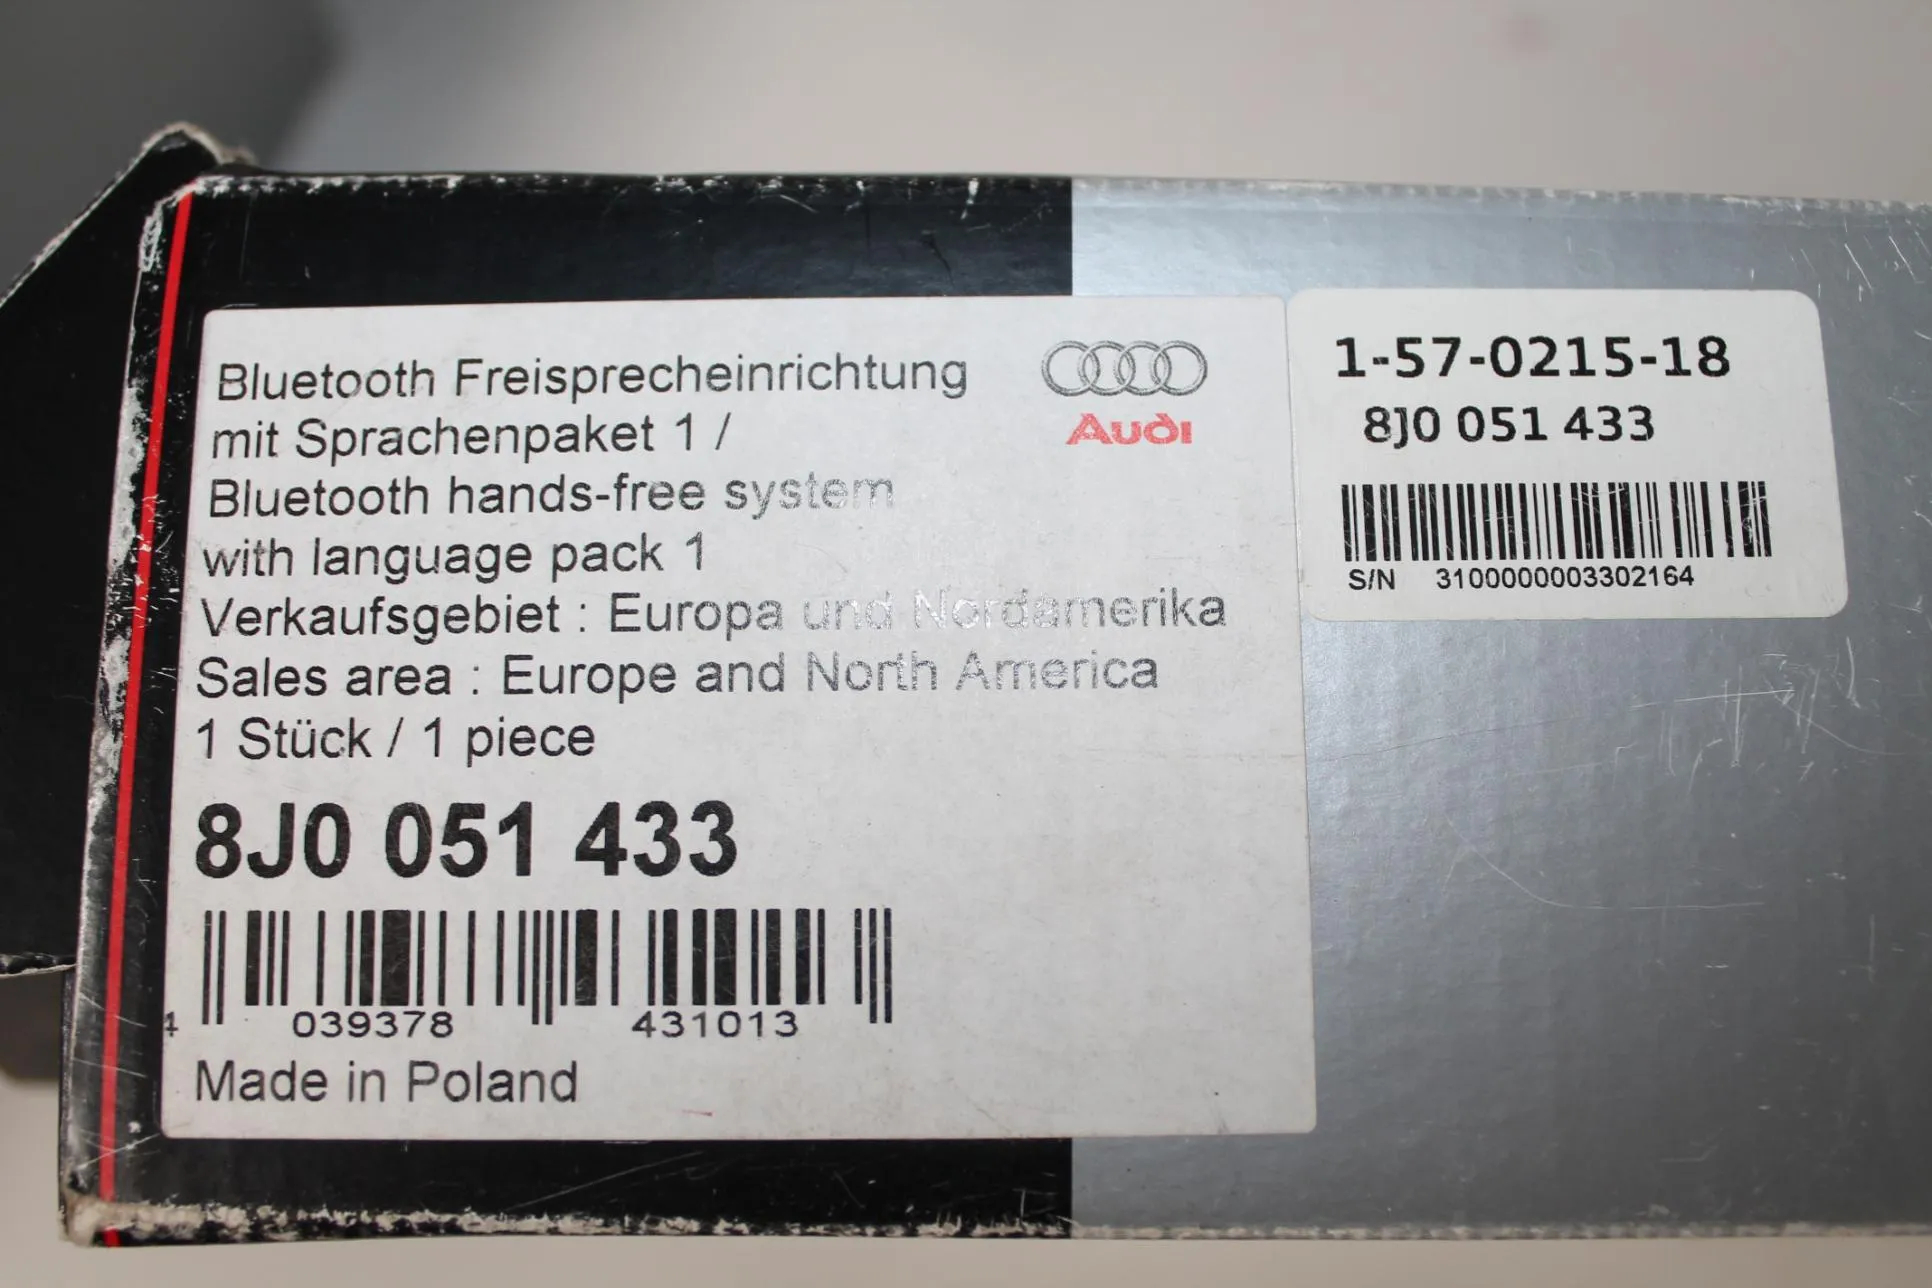 Bluetooth Freisprecheinrichtung
mit Sprachenpaket 1 /
Bluetooth hands-free system
with language pack 1
Verkaufsgebiet : Europa und Nordamerika
Sales area : Europe and North America
1 Stück / 1 piece
8J0 051 433
4 039378 431013
Made in Poland
Audi
1-57-0215-18
8J0 051 433
S/N 3100000003302164